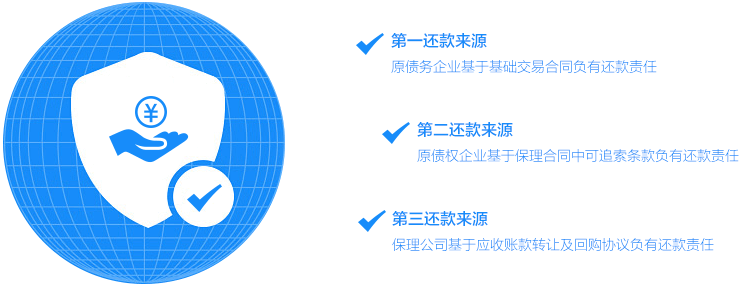 ¥
第一还款来源
原债务企业基于基础交易合同负有还款责任
第二还款来源
原债权企业基于保理合同中可追索条款负有还款责任
第三还款来源
保理公司基于应收账款转让及回购协议负有还款责任